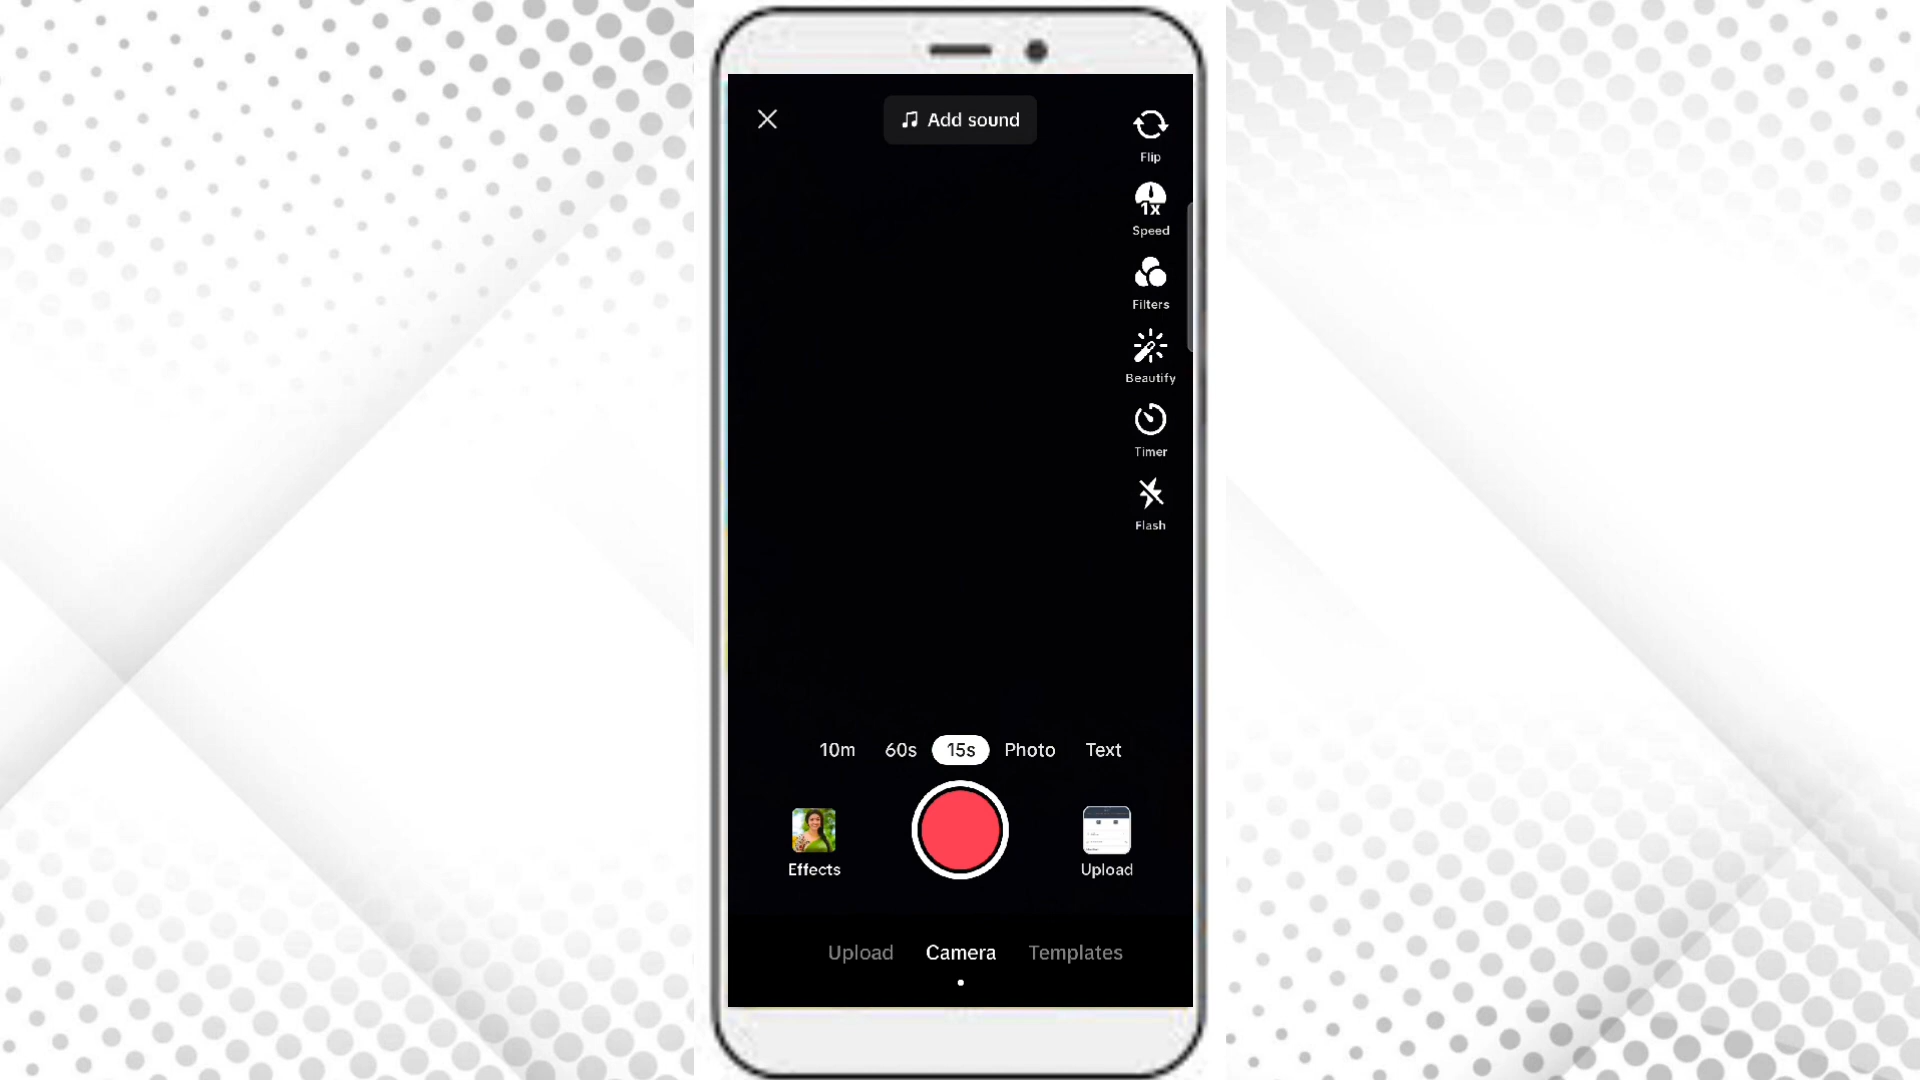 Add sound
Flip
1x
Speed
Filters
Beautify
Timer
Flash
10m 60s 15s Photo Text
Effects
Upload
Upload Camera Templates